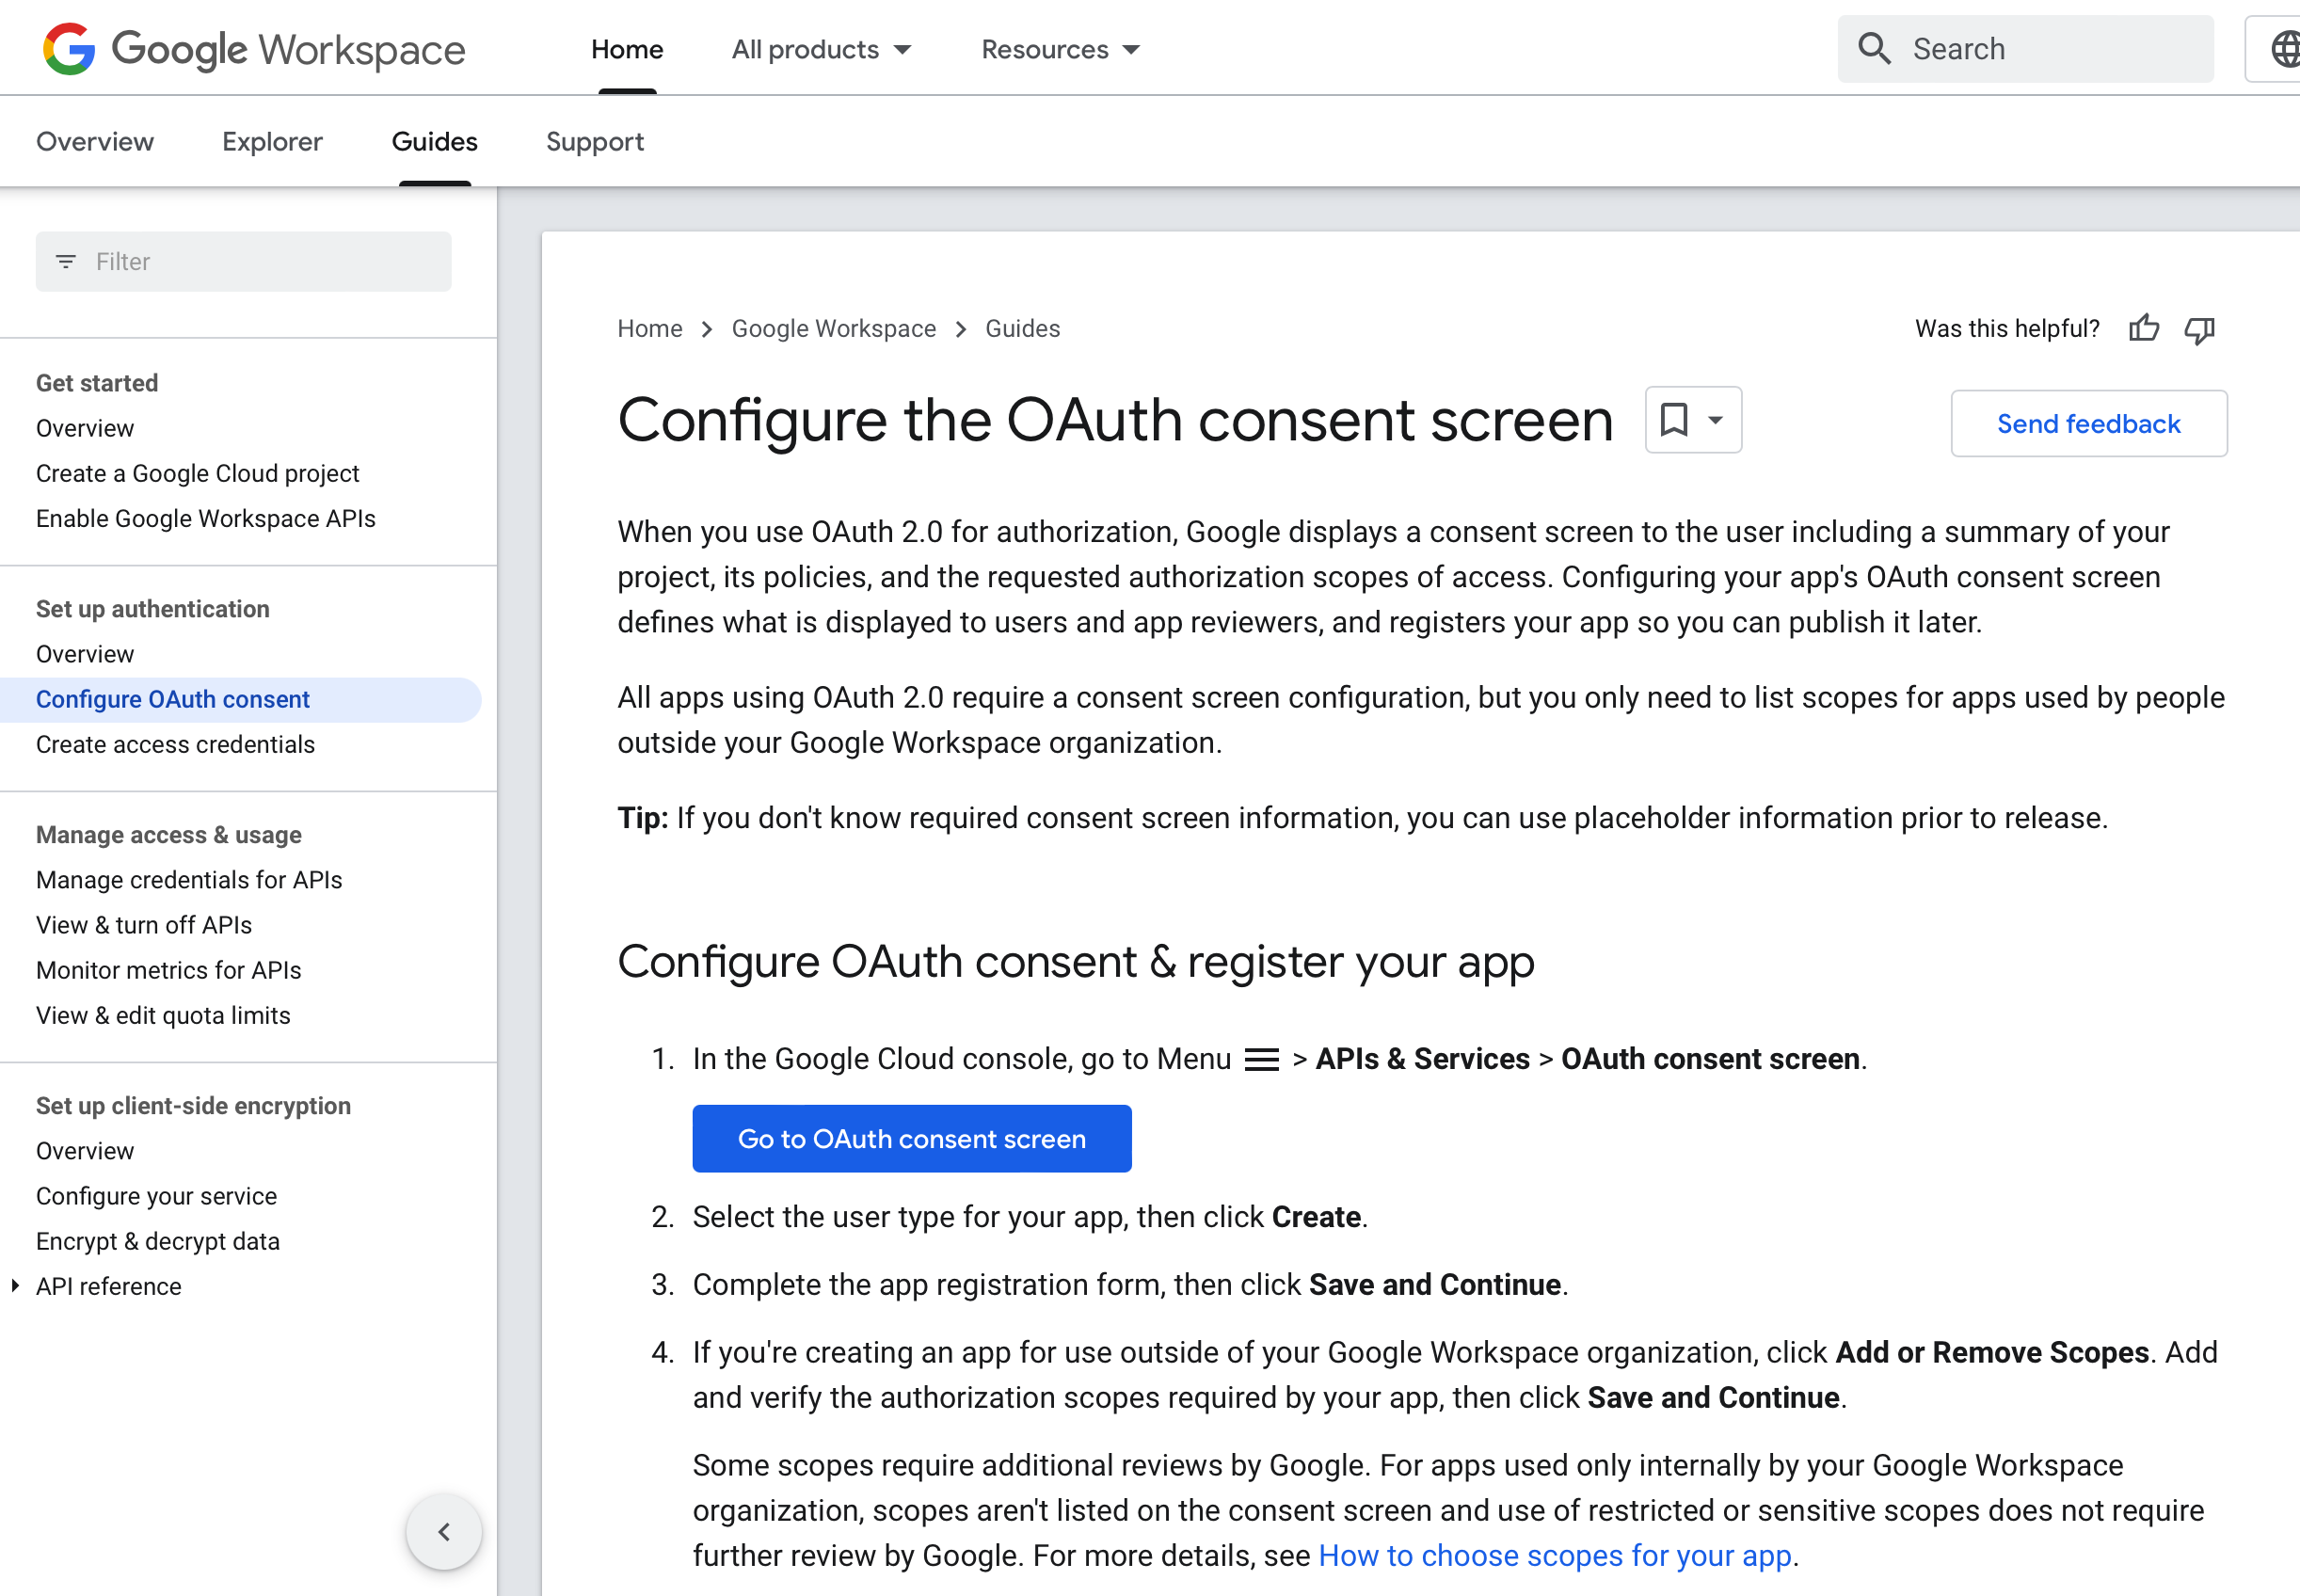 Google Workspace
Home
All products
Resources
Search
Overview
Explorer
Guides
Support
Filter
Get started
Overview
Create a Google Cloud project
Enable Google Workspace APIs
Set up authentication
Overview
Configure OAuth consent
Create access credentials
Manage access & usage
Manage credentials for APIs
View & turn off APIs
Monitor metrics for APIs
View & edit quota limits
Set up client-side encryption
Overview
Configure your service
Encrypt & decrypt data
API reference
Home > Google Workspace > Guides
Was this helpful?
Configure the OAuth consent screen
Send feedback
When you use OAuth 2.0 for authorization, Google displays a consent screen to the user including a summary of your
project, its policies, and the requested authorization scopes of access. Configuring your app's OAuth consent screen
defines what is displayed to users and app reviewers, and registers your app so you can publish it later.
All apps using OAuth 2.0 require a consent screen configuration, but you only need to list scopes for apps used by people
outside your Google Workspace organization.
Tip: If you don't know required consent screen information, you can use placeholder information prior to release.
Configure OAuth consent & register your app
1. In the Google Cloud console, go to Menu > APIs & Services > OAuth consent screen.
Go to OAuth consent screen
2. Select the user type for your app, then click Create.
3. Complete the app registration form, then click Save and Continue.
4. If you're creating an app for use outside of your Google Workspace organization, click Add or Remove Scopes. Add
and verify the authorization scopes required by your app, then click Save and Continue.
Some scopes require additional reviews by Google. For apps used only internally by your Google Workspace
organization, scopes aren't listed on the consent screen and use of restricted or sensitive scopes does not require
further review by Google. For more details, see How to choose scopes for your app.